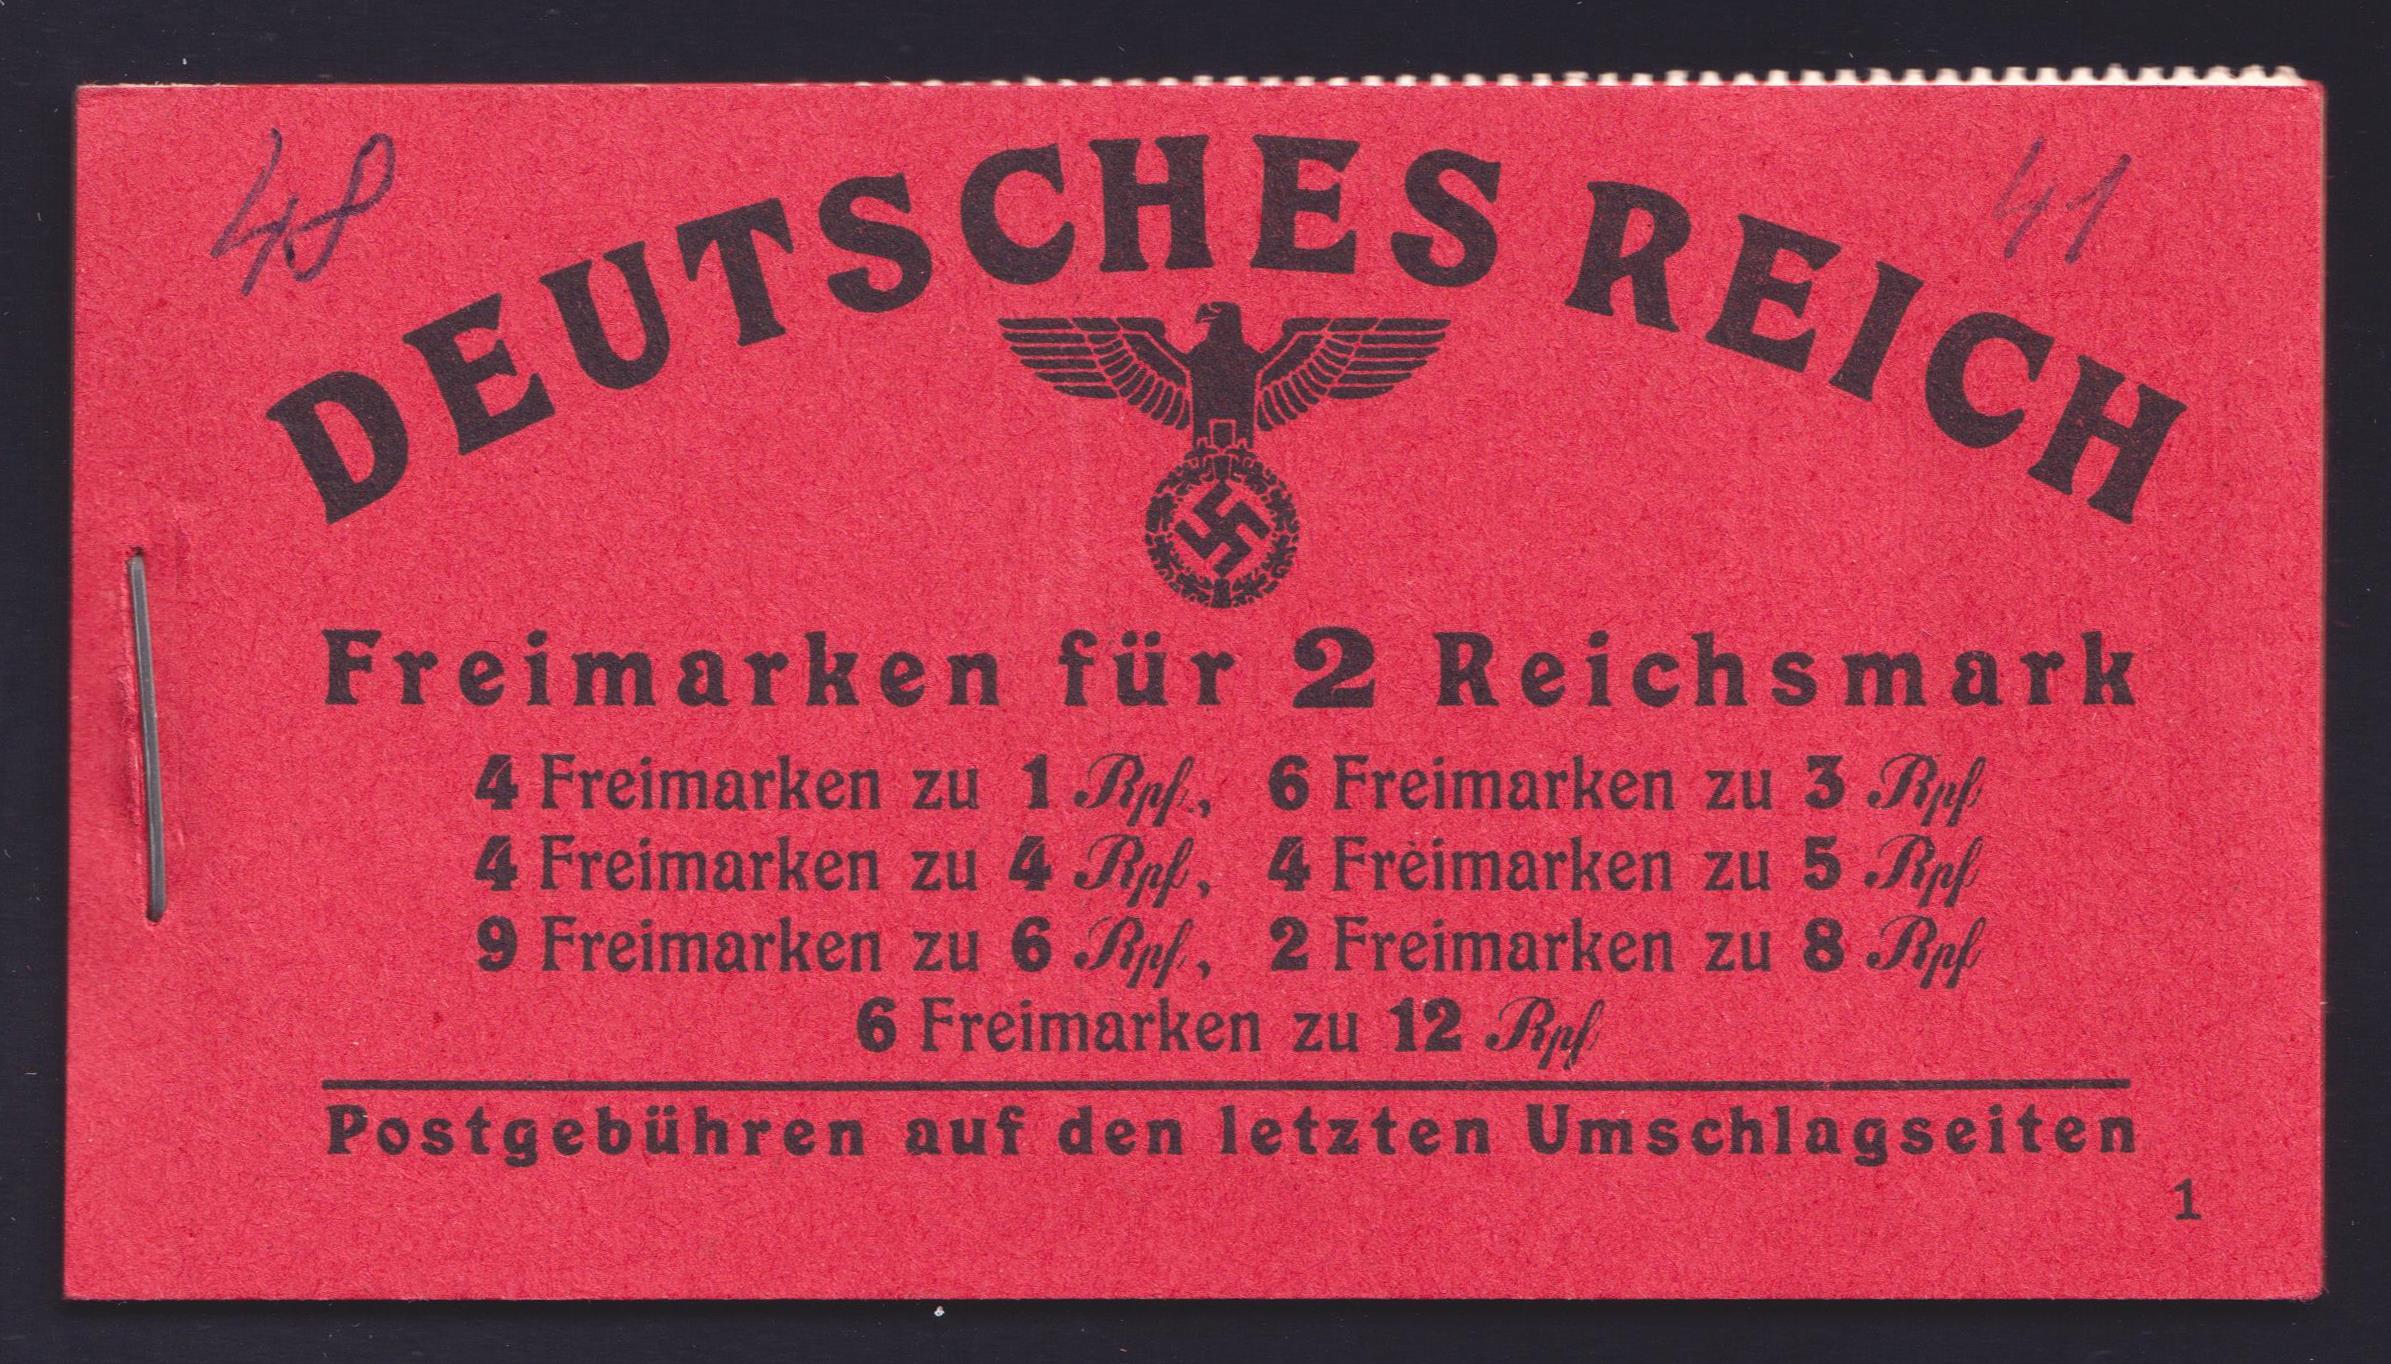 48
41
DEUTSCHES REICH
Freimarken für 2 Reichsmark
4 Freimarken zu 1 Rpf., 6 Freimarken zu 3 Rpf
4 Freimarken zu 4 Rpf, 4 Freimarken zu 5 Rpf
9 Freimarken zu 6 Rpf, 2 Freimarken zu 8 Rpf
6 Freimarken zu 12 Rpf
Postgebühren auf den letzten Umschlagseiten
1